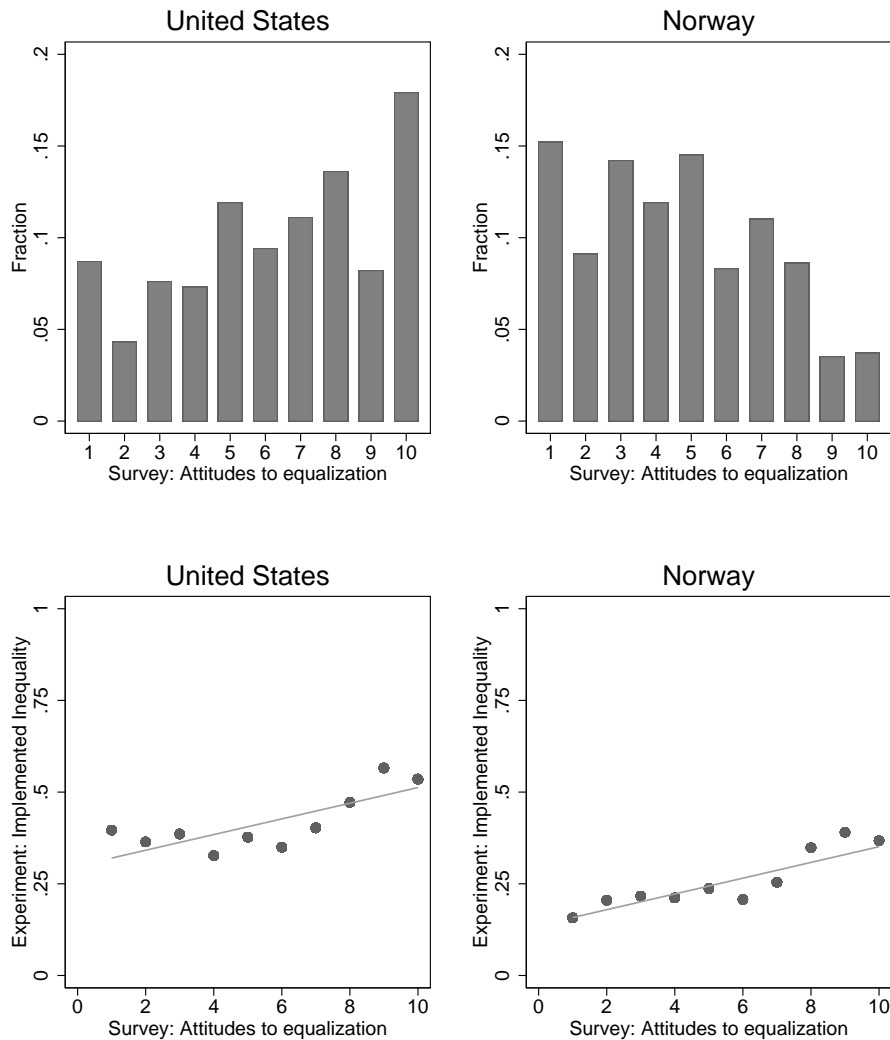 United States
Norway
Fraction
0 .05 .1 .15 .2
1 2 3 4 5 6 7 8 9 10
Survey: Attitudes to equalization
Fraction
0 .05 .1 .15 .2
1 2 3 4 5 6 7 8 9 10
Survey: Attitudes to equalization
United States
Norway
Experiment: Implemented Inequality
0 .25 .5 .75 1
0 2 4 6 8 10
Survey: Attitudes to equalization
Experiment: Implemented Inequality
0 .25 .5 .75 1
0 2 4 6 8 10
Survey: Attitudes to equalization